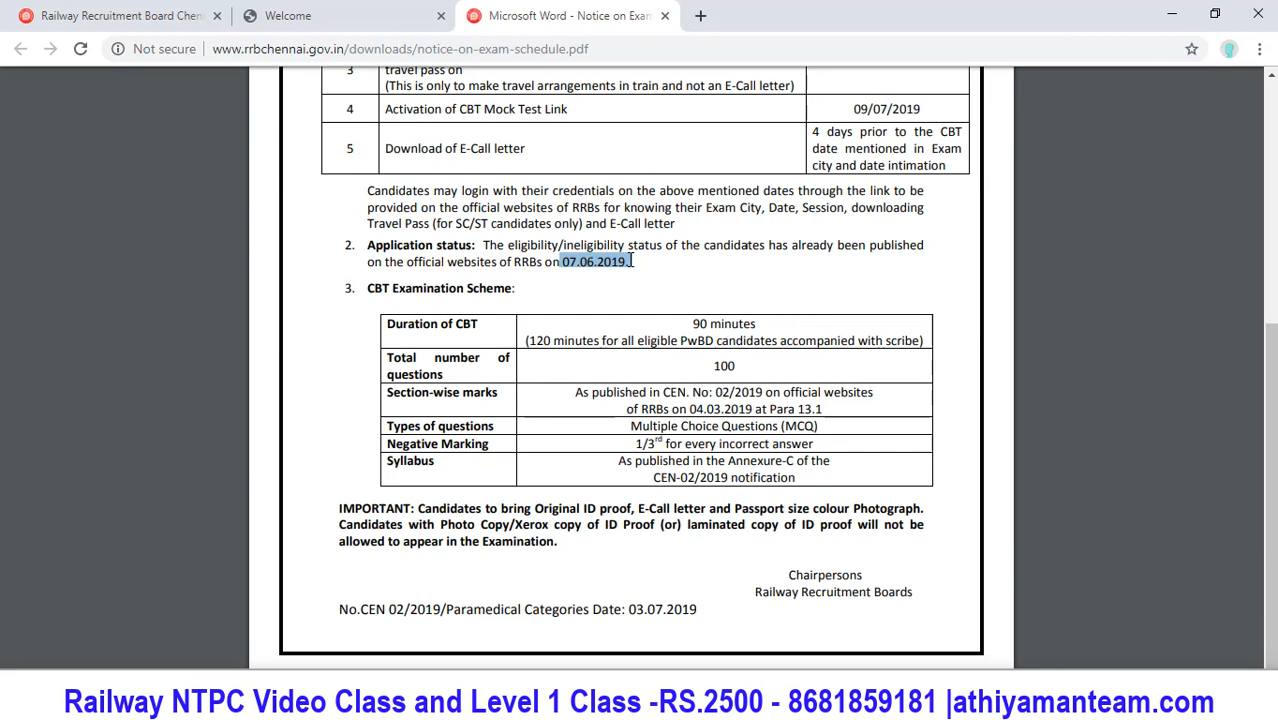 Railway Recruitment Board Chen
Welcome
Microsoft Word - Notice on Exam
Not secure | www.rrbchennai.gov.in/downloads/notice-on-exam-schedule.pdf
3 travel pass on
(This is only to make travel arrangements in train and not an E-Call letter)
4 Activation of CBT Mock Test Link 09/07/2019
4 days prior to the CBT
5 Download of E-Call letter date mentioned in Exam
city and date intimation
Candidates may login with their credentials on the above mentioned dates through the link to be
provided on the official websites of RRBs for knowing their Exam City, Date, Session, downloading
Travel Pass (for SC/ST candidates only) and E-Call letter
2. Application status: The eligibility/ineligibility status of the candidates has already been published
on the official websites of RRBs on 07.06.2019.
3. CBT Examination Scheme:
Duration of CBT 90 minutes
(120 minutes for all eligible PwBD candidates accompanied with scribe)
Total number of
questions 100
Section-wise marks As published in CEN. No: 02/2019 on official websites
of RRBs on 04.03.2019 at Para 13.1
Types of questions Multiple Choice Questions (MCQ)
Negative Marking 1/3rd for every incorrect answer
Syllabus As published in the Annexure-C of the
CEN-02/2019 notification
IMPORTANT: Candidates to bring Original ID proof, E-Call letter and Passport size colour Photograph.
Candidates with Photo Copy/Xerox copy of ID Proof (or) laminated copy of ID proof will not be
allowed to appear in the Examination.
Chairpersons
Railway Recruitment Boards
No.CEN 02/2019/Paramedical Categories Date: 03.07.2019
Railway NTPC Video Class and Level 1 Class -RS.2500 - 8681859181 |athiyamanteam.com